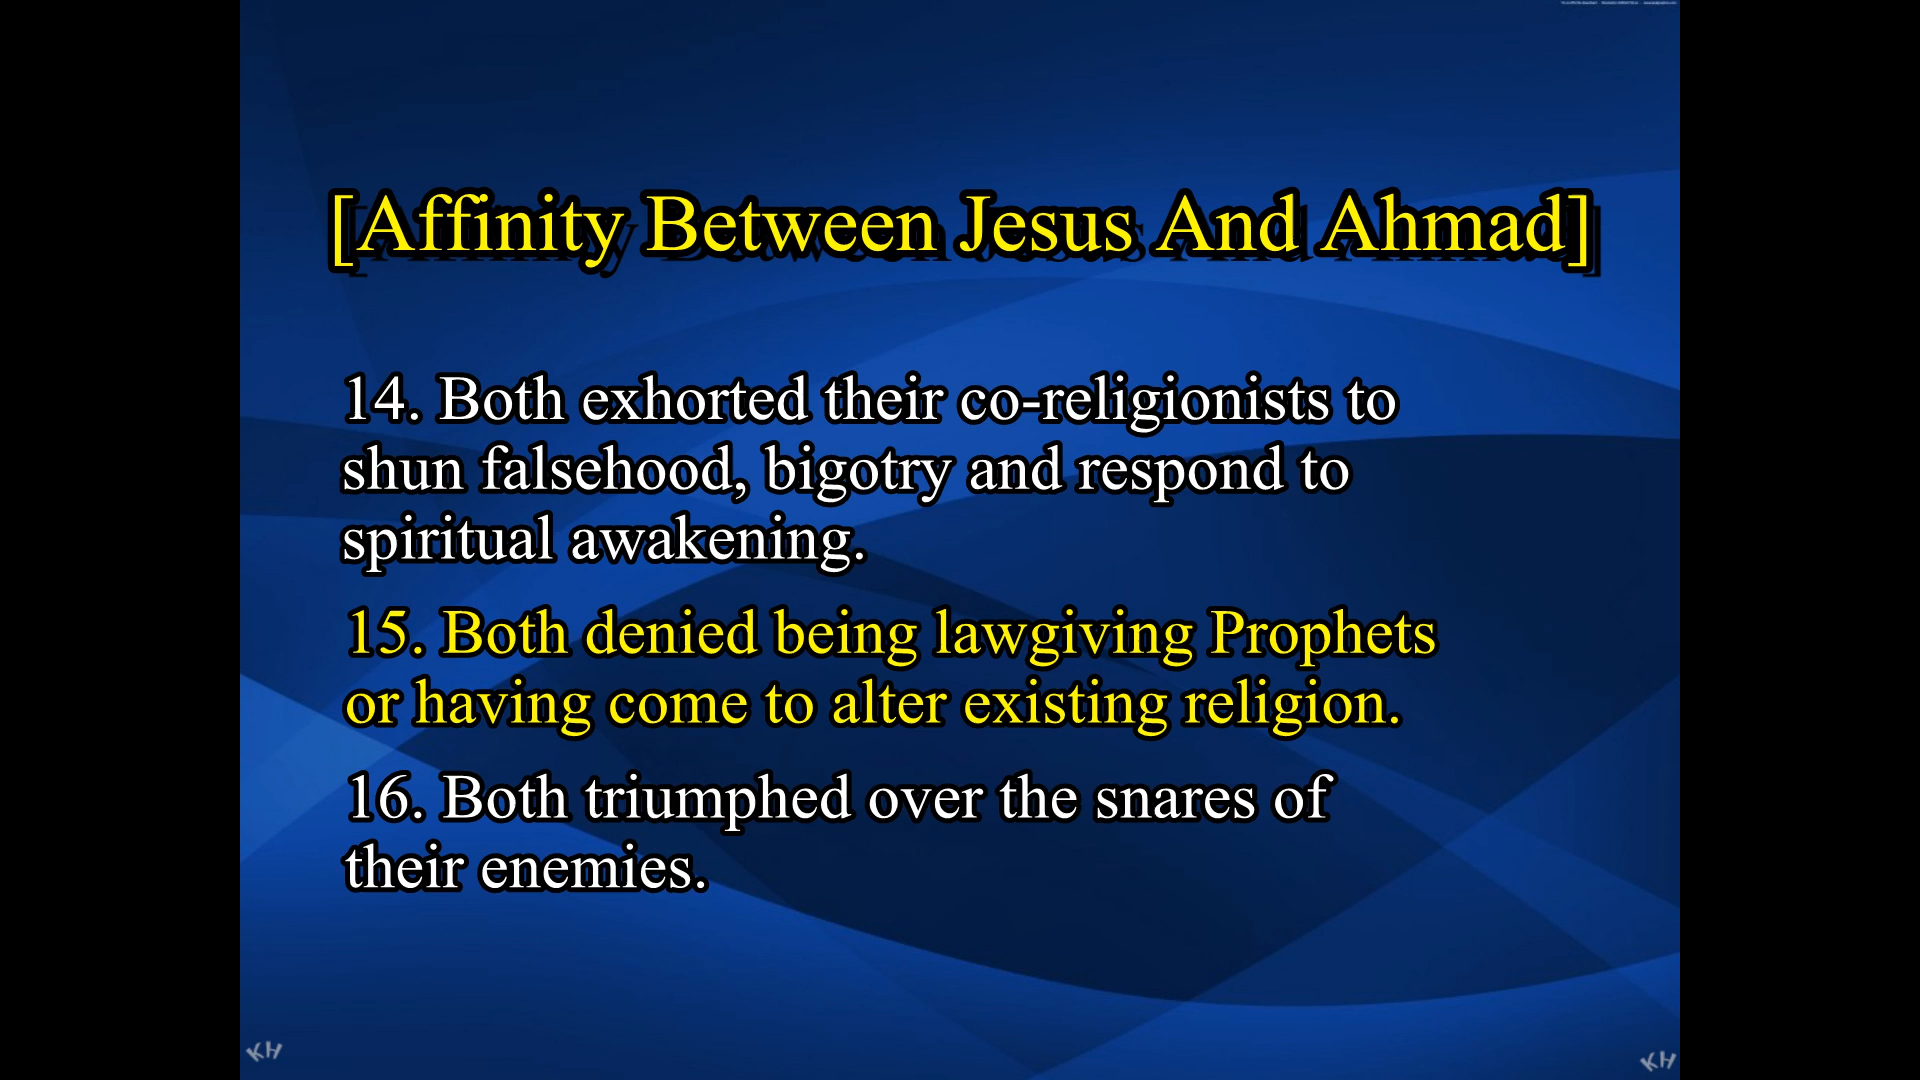 [Affinity Between Jesus And Ahmad]
14. Both exhorted their co-religionists to
shun falsehood, bigotry and respond to
spiritual awakening.
15. Both denied being lawgiving Prophets
or having come to alter existing religion.
16. Both triumphed over the snares of
their enemies.
KH
KH